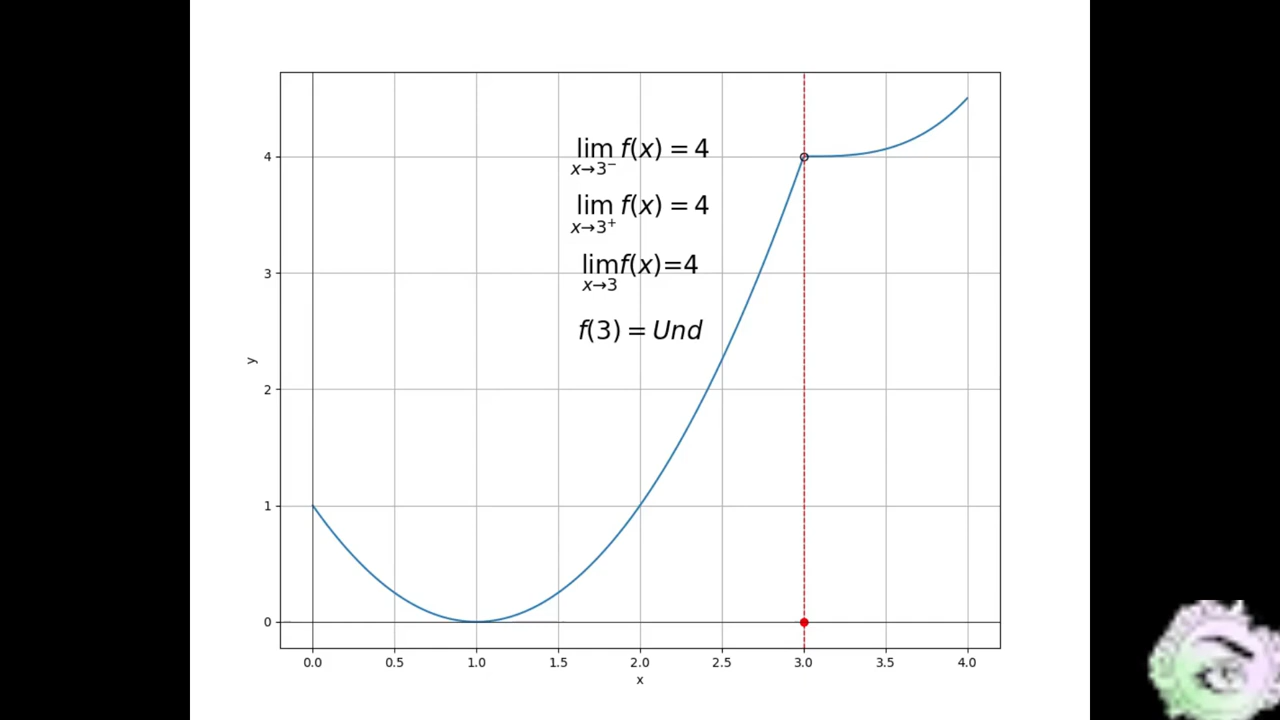 lim f(x) = 4
x→3⁻
lim f(x) = 4
x→3⁺
limf(x)=4
x→3
f(3) = Und
y
4
3
2
1
0
0.0 0.5 1.0 1.5 2.0 2.5 3.0 3.5 4.0
x